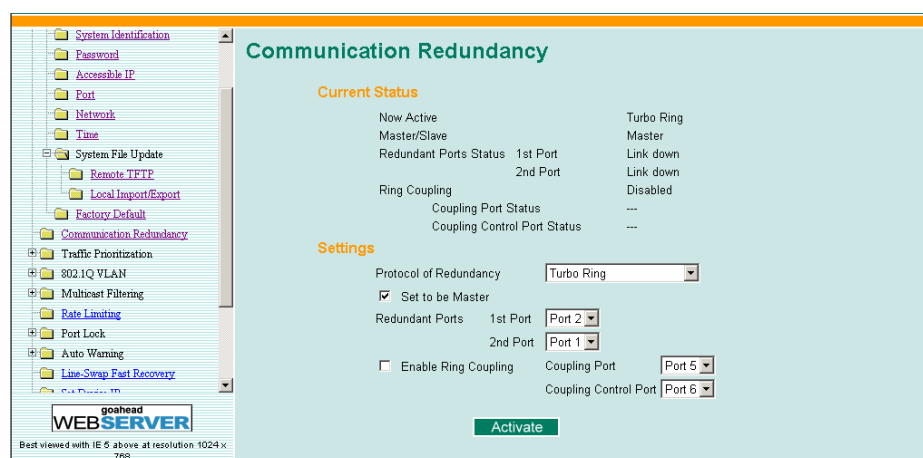 System Identification
Password
Accessible IP
Port
Network
Time
System File Update
Remote TFTP
Local Import/Export
Factory Default
Communication Redundancy
Traffic Prioritization
802.1Q VLAN
Multicast Filtering
Rate Limiting
Port Lock
Auto Warning
Line-Swap Fast Recovery
Set Device IP
goahead
WEBSERVER
Best viewed with IE 5 above at resolution 1024 x
768
Communication Redundancy
Current Status
Now Active Turbo Ring
Master/Slave Master
Redundant Ports Status 1st Port Link down
2nd Port Link down
Ring Coupling Disabled
Coupling Port Status ---
Coupling Control Port Status ---
Settings
Protocol of Redundancy Turbo Ring
Set to be Master
Redundant Ports 1st Port Port 2
2nd Port Port 1
Enable Ring Coupling Coupling Port Port 5
Coupling Control Port Port 6
Activate